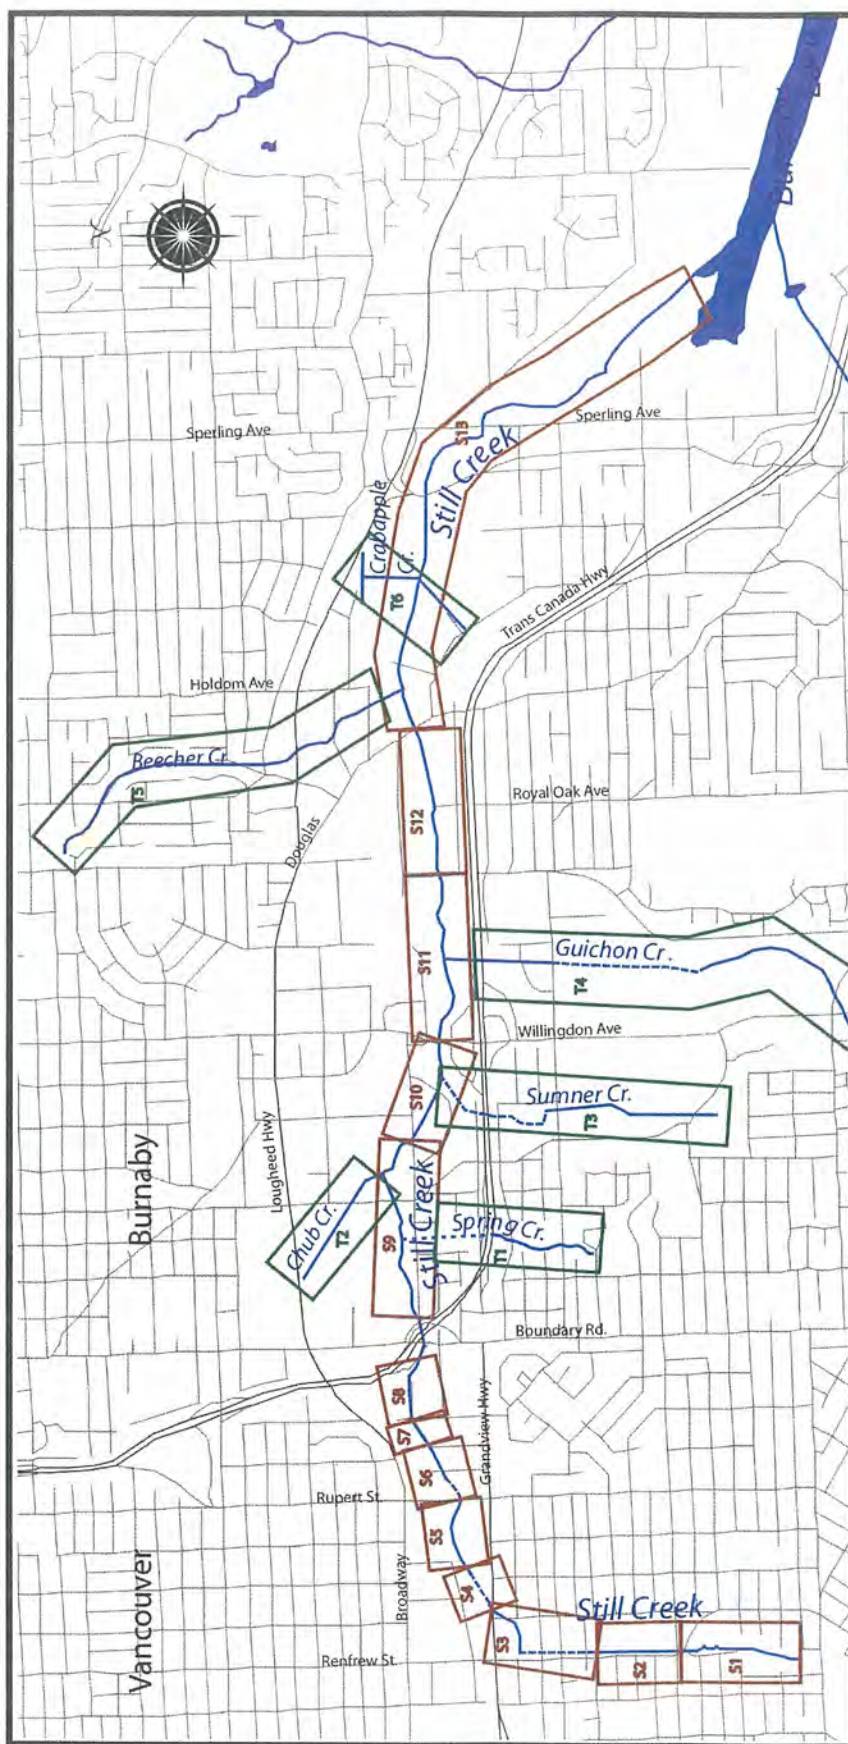 Burnaby Lake
Sperling Ave
Sperling Ave
S13
Still Creek
Crabapple
Cr.
T6
Trans Canada Hwy
Holdom Ave
Beecher Cr.
T5
Royal Oak Ave
S12
Douglas
Guichon Cr.
T4
S11
Willingdon Ave
Sumner Cr.
T3
S10
Burnaby
Lougheed Hwy
Still Creek
Chub Cr.
T2
S9
Spring Cr.
T1
Boundary Rd.
S8
S7
Grandview Hwy
S6
Rupert St.
S5
Broadway
S4
Vancouver
Still Creek
S3
Renfrew St.
S2
S1